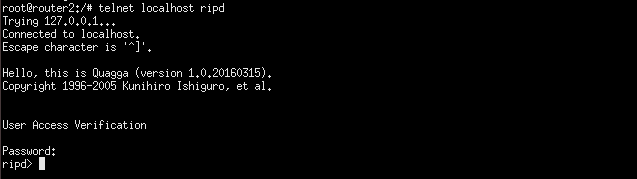 root@router2:/# telnet localhost ripd
Trying 127.0.0.1...
Connected to localhost.
Escape character is '^]'.
Hello, this is Quagga (version 1.0.20160315).
Copyright 1996-2005 Kunihiro Ishiguro, et al.
User Access Verification
Password:
ripd>